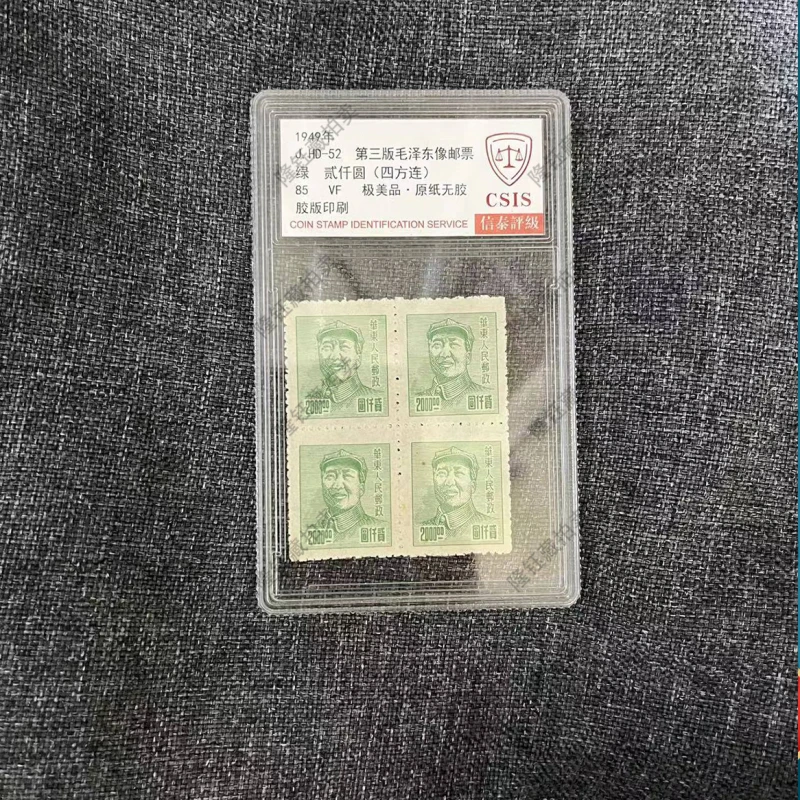 1949年
J.HD-52 第三版毛泽东像邮票
绿 贰仟圆(四方连)
85 VF 极美品·原纸无胶
胶版印刷
COIN STAMP IDENTIFICATION SERVICE
CSIS
信泰評級
華東人民郵政
2000.00
圓仟貳
華東人民郵政
2000.00
圓仟貳
華東人民郵政
2000.00
圓仟貳
華東人民郵政
2000.00
圓仟貳